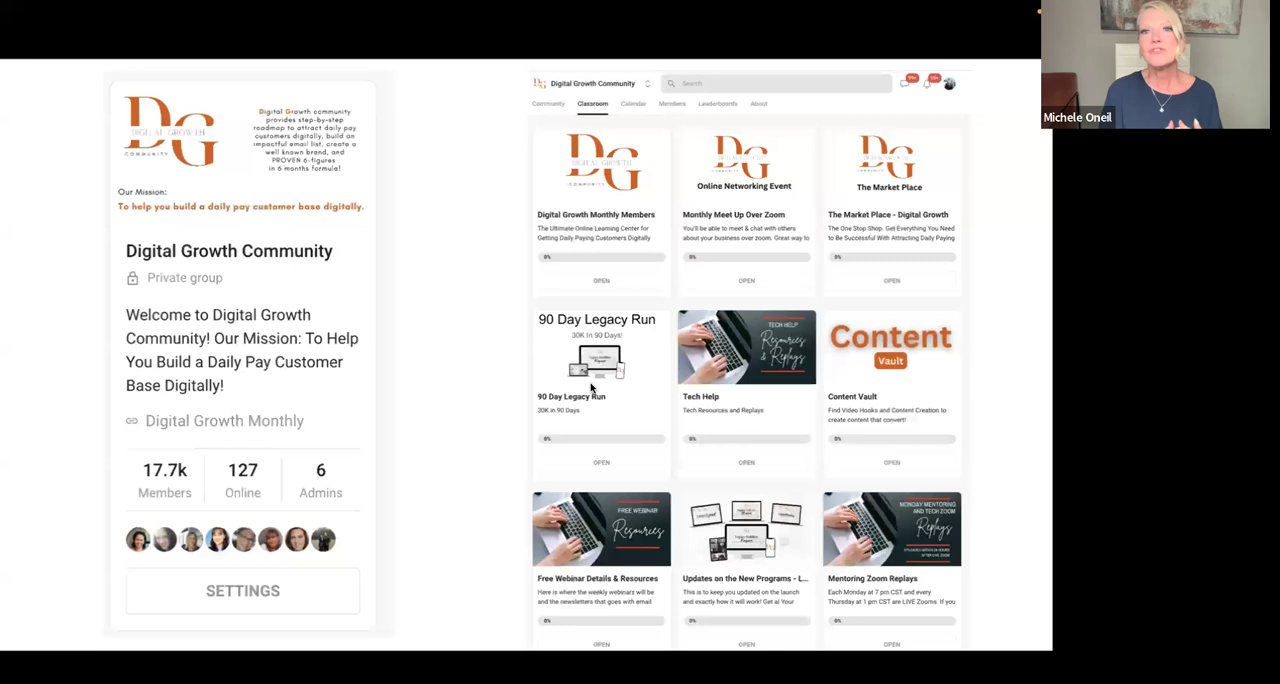 DG
DIGITAL GROWTH
COMMUNITY
Digital Growth community
provides step-by-step
roadmap to attract daily pay
customers digitally, build an
impactful email list, create a
well known brand, and
PROVEN 6-figures
in 6 months formula!
Our Mission:
To help you build a daily pay customer base digitally.
Digital Growth Community
Private group
Welcome to Digital Growth
Community! Our Mission: To Help
You Build a Daily Pay Customer
Base Digitally!
Digital Growth Monthly
17.7k 127 6
Members Online Admins
SETTINGS
Digital Growth Community
Search
Community Classroom Calendar Members Leaderboards About
DG
DIGITAL GROWTH
COMMUNITY
Digital Growth Monthly Members
The Ultimate Online Learning Center for
Getting Daily Paying Customers Digitally
0%
OPEN
DG
Online Networking Event
Monthly Meet Up Over Zoom
You'll be able to meet & chat with others
about your business over zoom. Great way to
0%
OPEN
DG
The Market Place
The Market Place - Digital Growth
The One Stop Shop. Get Everything You Need
to Be Successful With Attracting Daily Paying
0%
OPEN
90 Day Legacy Run
30K In 90 Days!
90 Day Legacy Run
30K in 90 Days
0%
OPEN
TECH HELP
Resources
& Replays
Tech Help
Tech Resources and Replays
0%
OPEN
Content
Vault
Content Vault
Find Video Hooks and Content Creation to
create content that convert!
0%
OPEN
FREE WEBINAR
Resources
Free Webinar Details & Resources
Here is where the weekly webinars will be
and the newsletters that goes with email
0%
OPEN
Updates on the New Programs - L...
This is to keep you updated on the launch
and exactly how it will work! Get al Your
0%
OPEN
MONDAY MENTORING
AND TECH ZOOM
Replays
UPLOADED WITHIN 24 HOURS
AFTER LIVE ZOOM
Mentoring Zoom Replays
Each Monday at 7 pm CST and every
Thursday at 1 pm CST are LIVE Zooms. If you
0%
OPEN
Michele Oneil